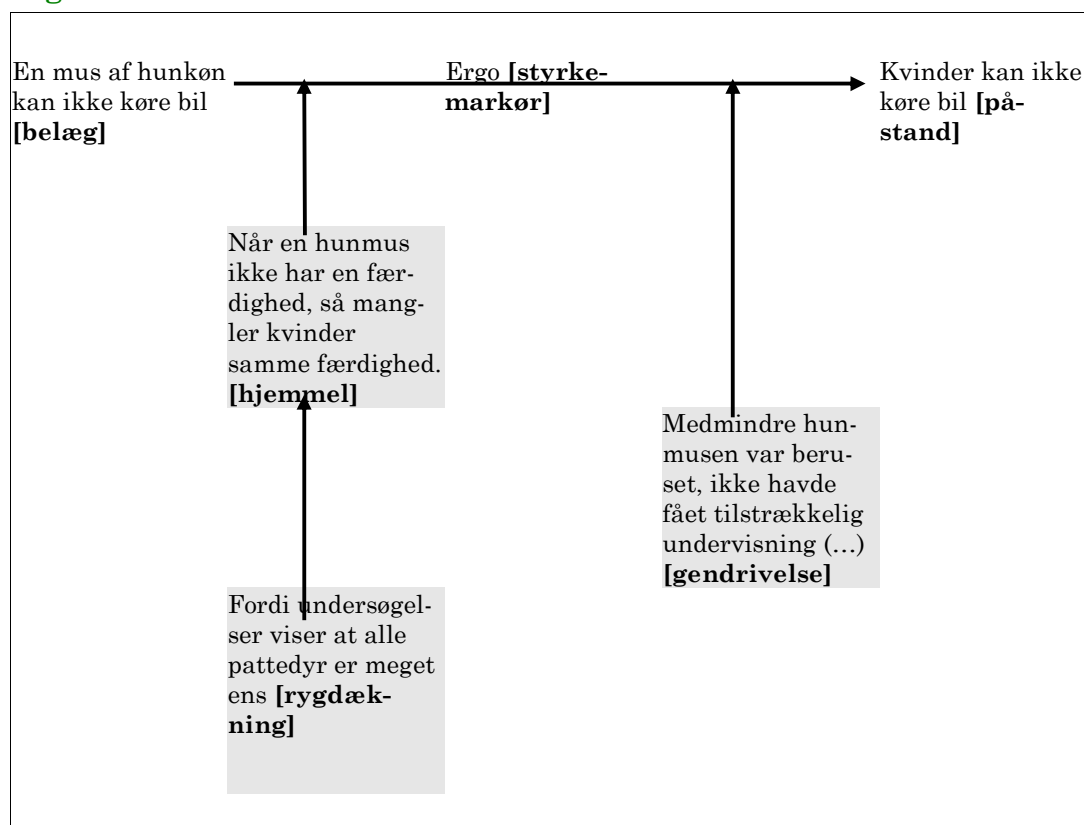 En mus af hunkøn
kan ikke køre bil
[belæg]
Ergo [styrke-
markør]
Kvinder kan ikke
køre bil [på-
stand]
Når en hunmus
ikke har en fær-
dighed, så mang-
ler kvinder
samme færdighed.
[hjemmel]
Medmindre hun-
musen var beru-
set, ikke havde
fået tilstrækkelig
undervisning (…)
[gendrivelse]
Fordi undersøgel-
ser viser at alle
pattedyr er meget
ens [rygdæk-
ning]